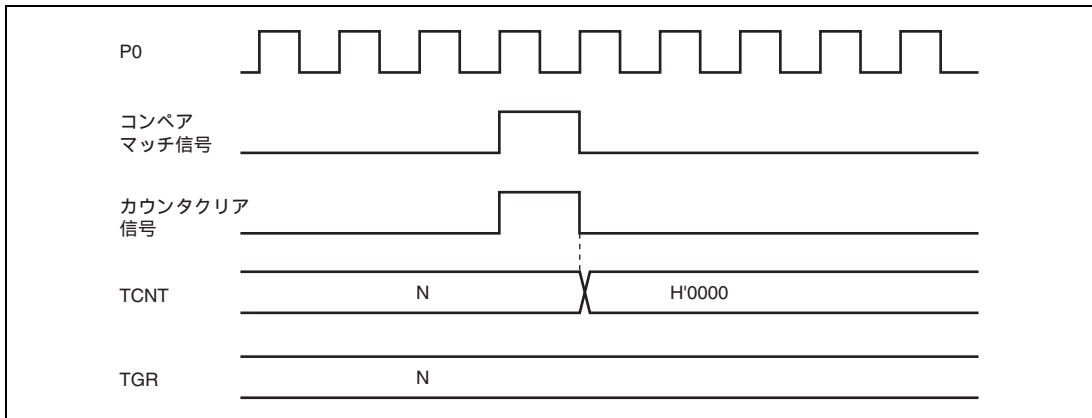 P0
コンペア
マッチ信号
カウンタクリア
信号
TCNT
N
H'0000
TGR
N